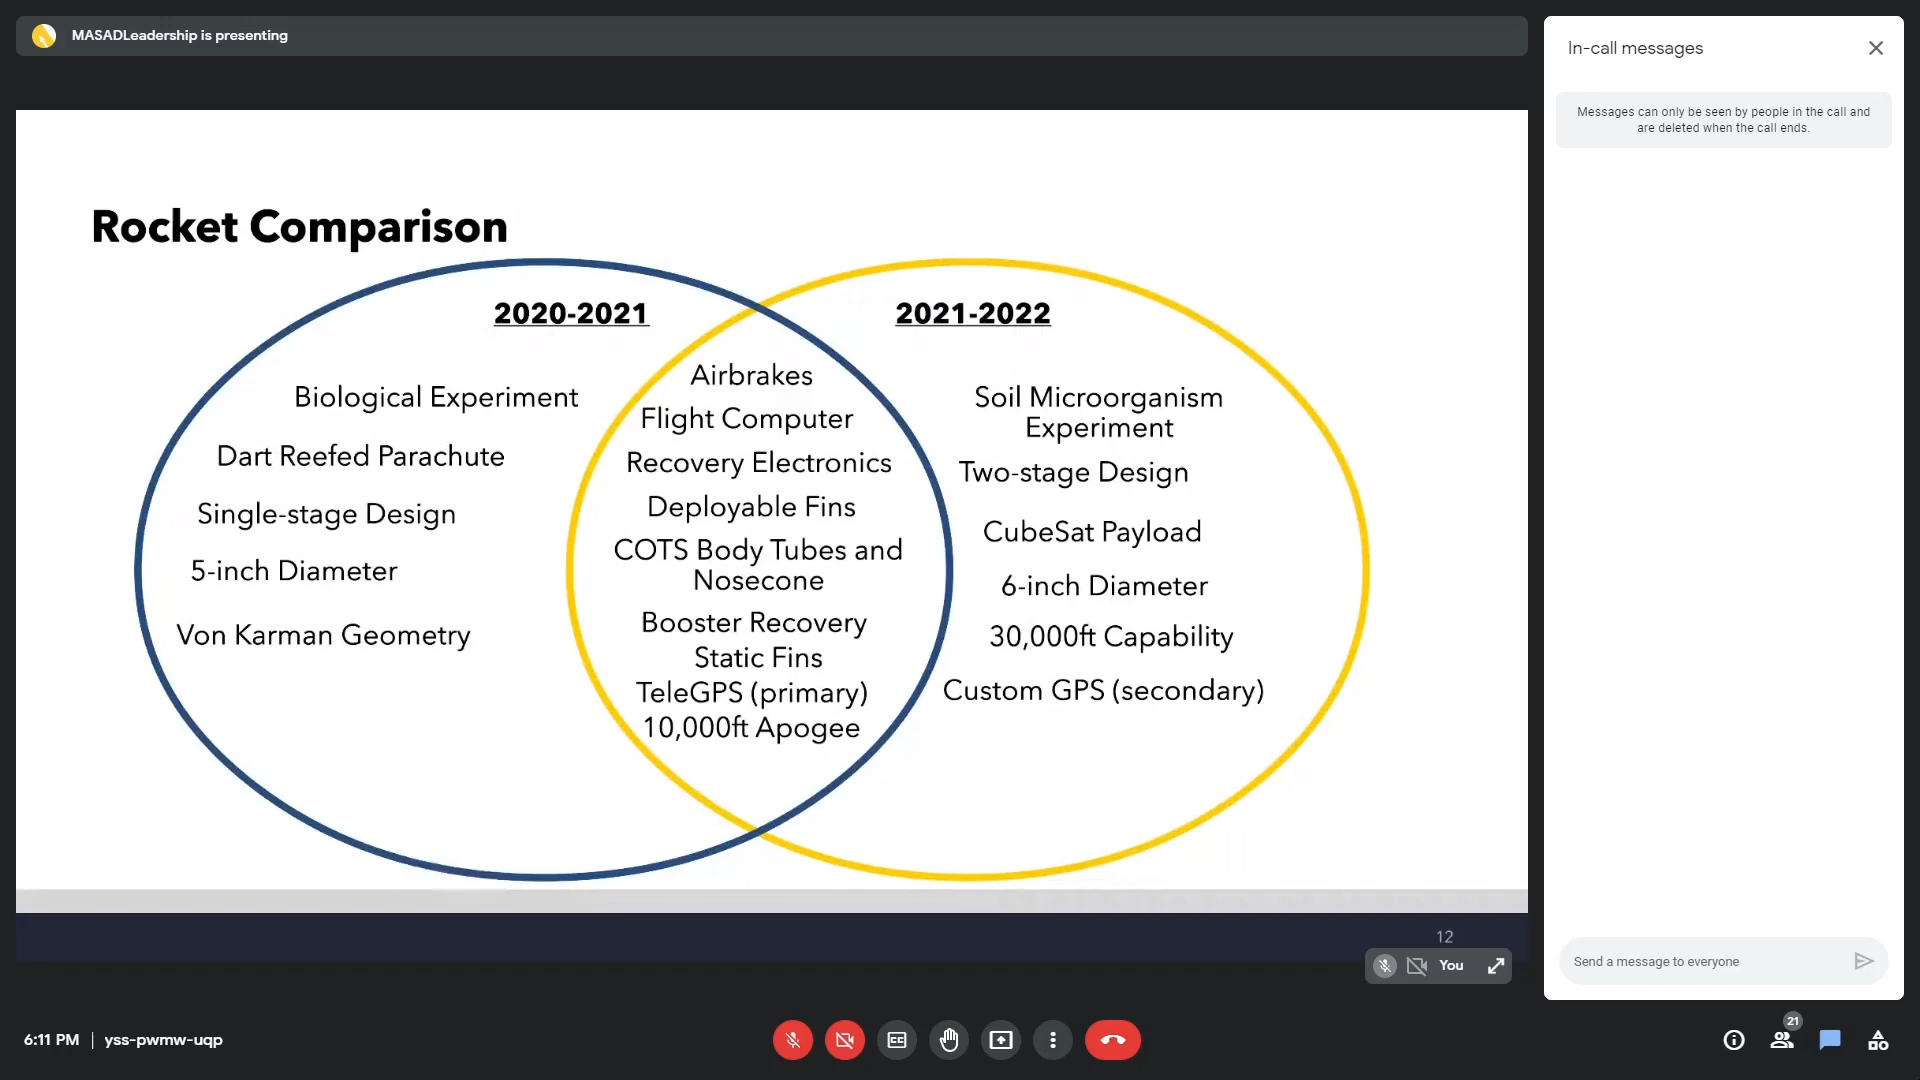 MASADLeadership is presenting
Rocket Comparison
2020-2021
Biological Experiment
Dart Reefed Parachute
Single-stage Design
5-inch Diameter
Von Karman Geometry
Airbrakes
Flight Computer
Recovery Electronics
Deployable Fins
COTS Body Tubes and
Nosecone
Booster Recovery
Static Fins
TeleGPS (primary)
10,000ft Apogee
2021-2022
Soil Microorganism
Experiment
Two-stage Design
CubeSat Payload
6-inch Diameter
30,000ft Capability
Custom GPS (secondary)
12
You
In-call messages
Messages can only be seen by people in the call and
are deleted when the call ends.
Send a message to everyone
6:11 PM | yss-pwmw-uqp
CC
21